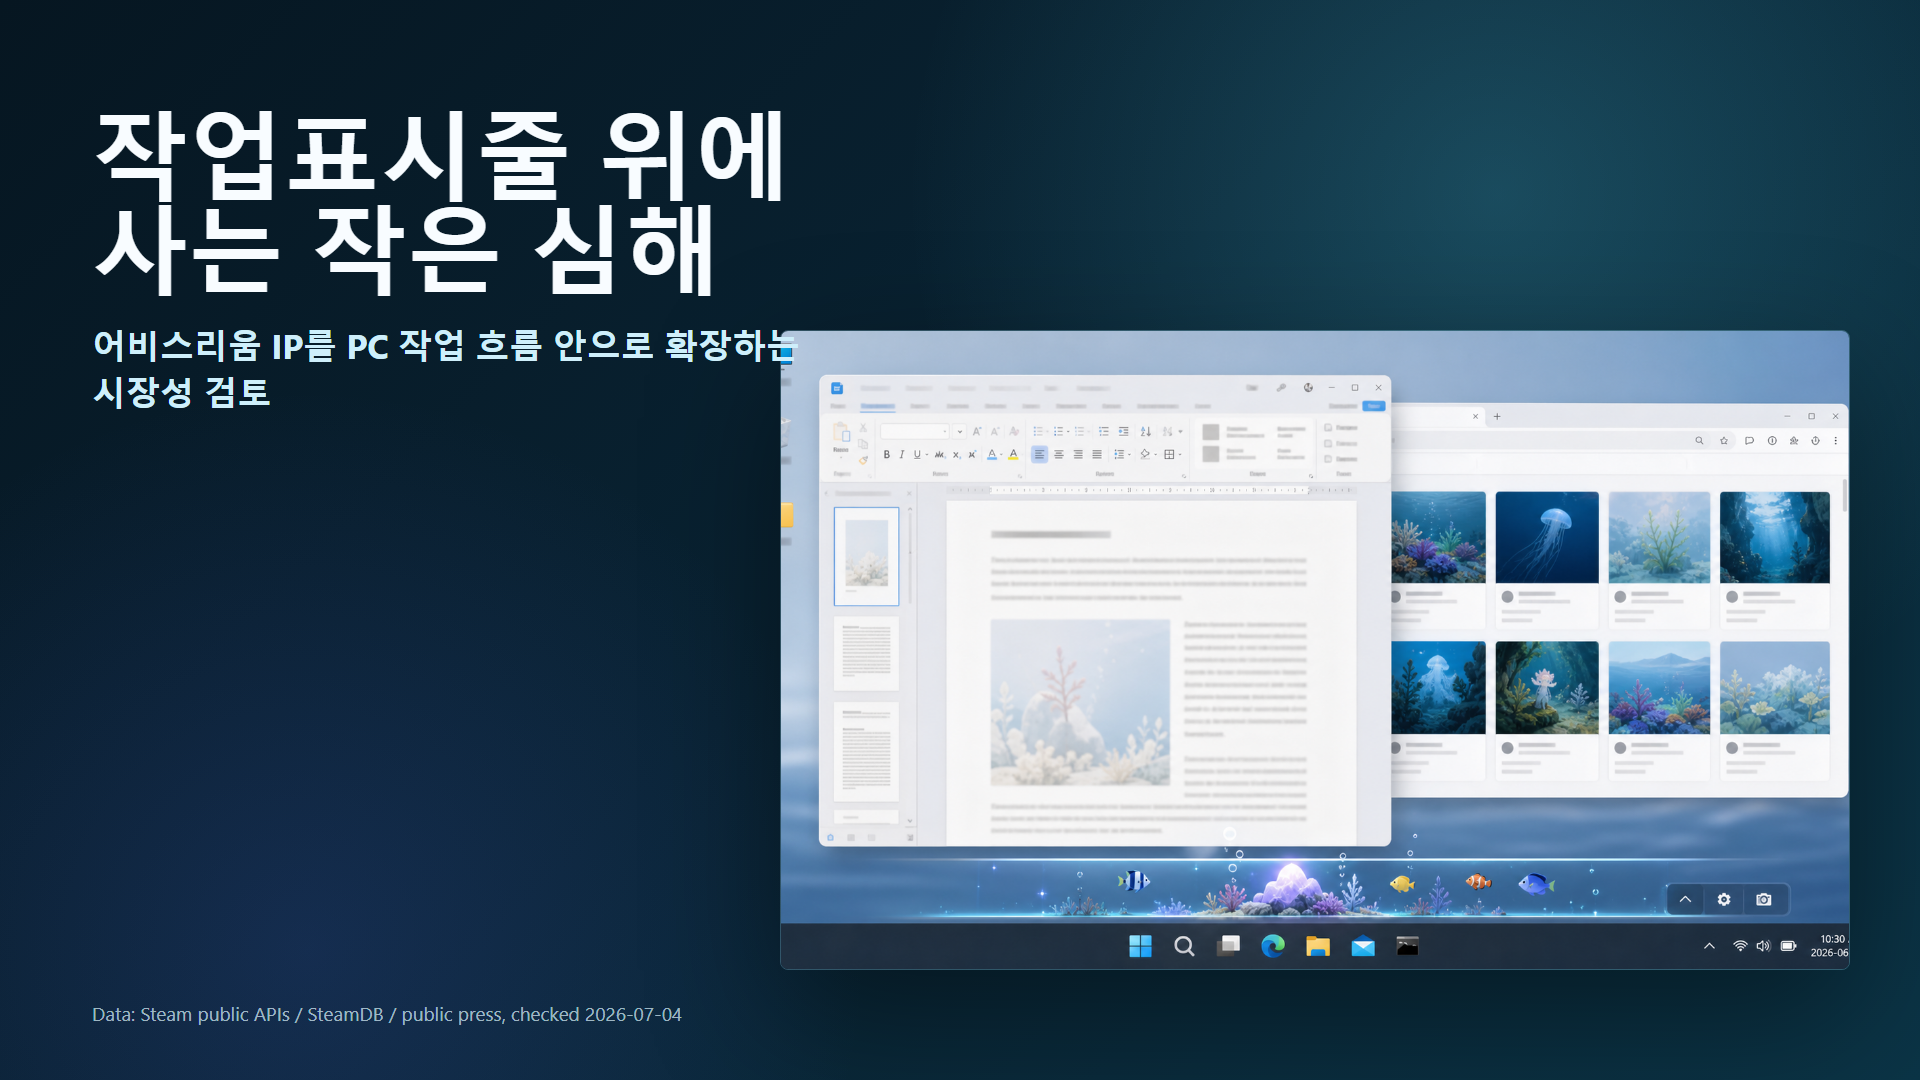 작업표시줄 위에
사는 작은 심해
어비스리움 IP를 PC 작업 흐름 안으로 확장하는
시장성 검토
10:30
2026-06
Data: Steam public APIs / SteamDB / public press, checked 2026-07-04